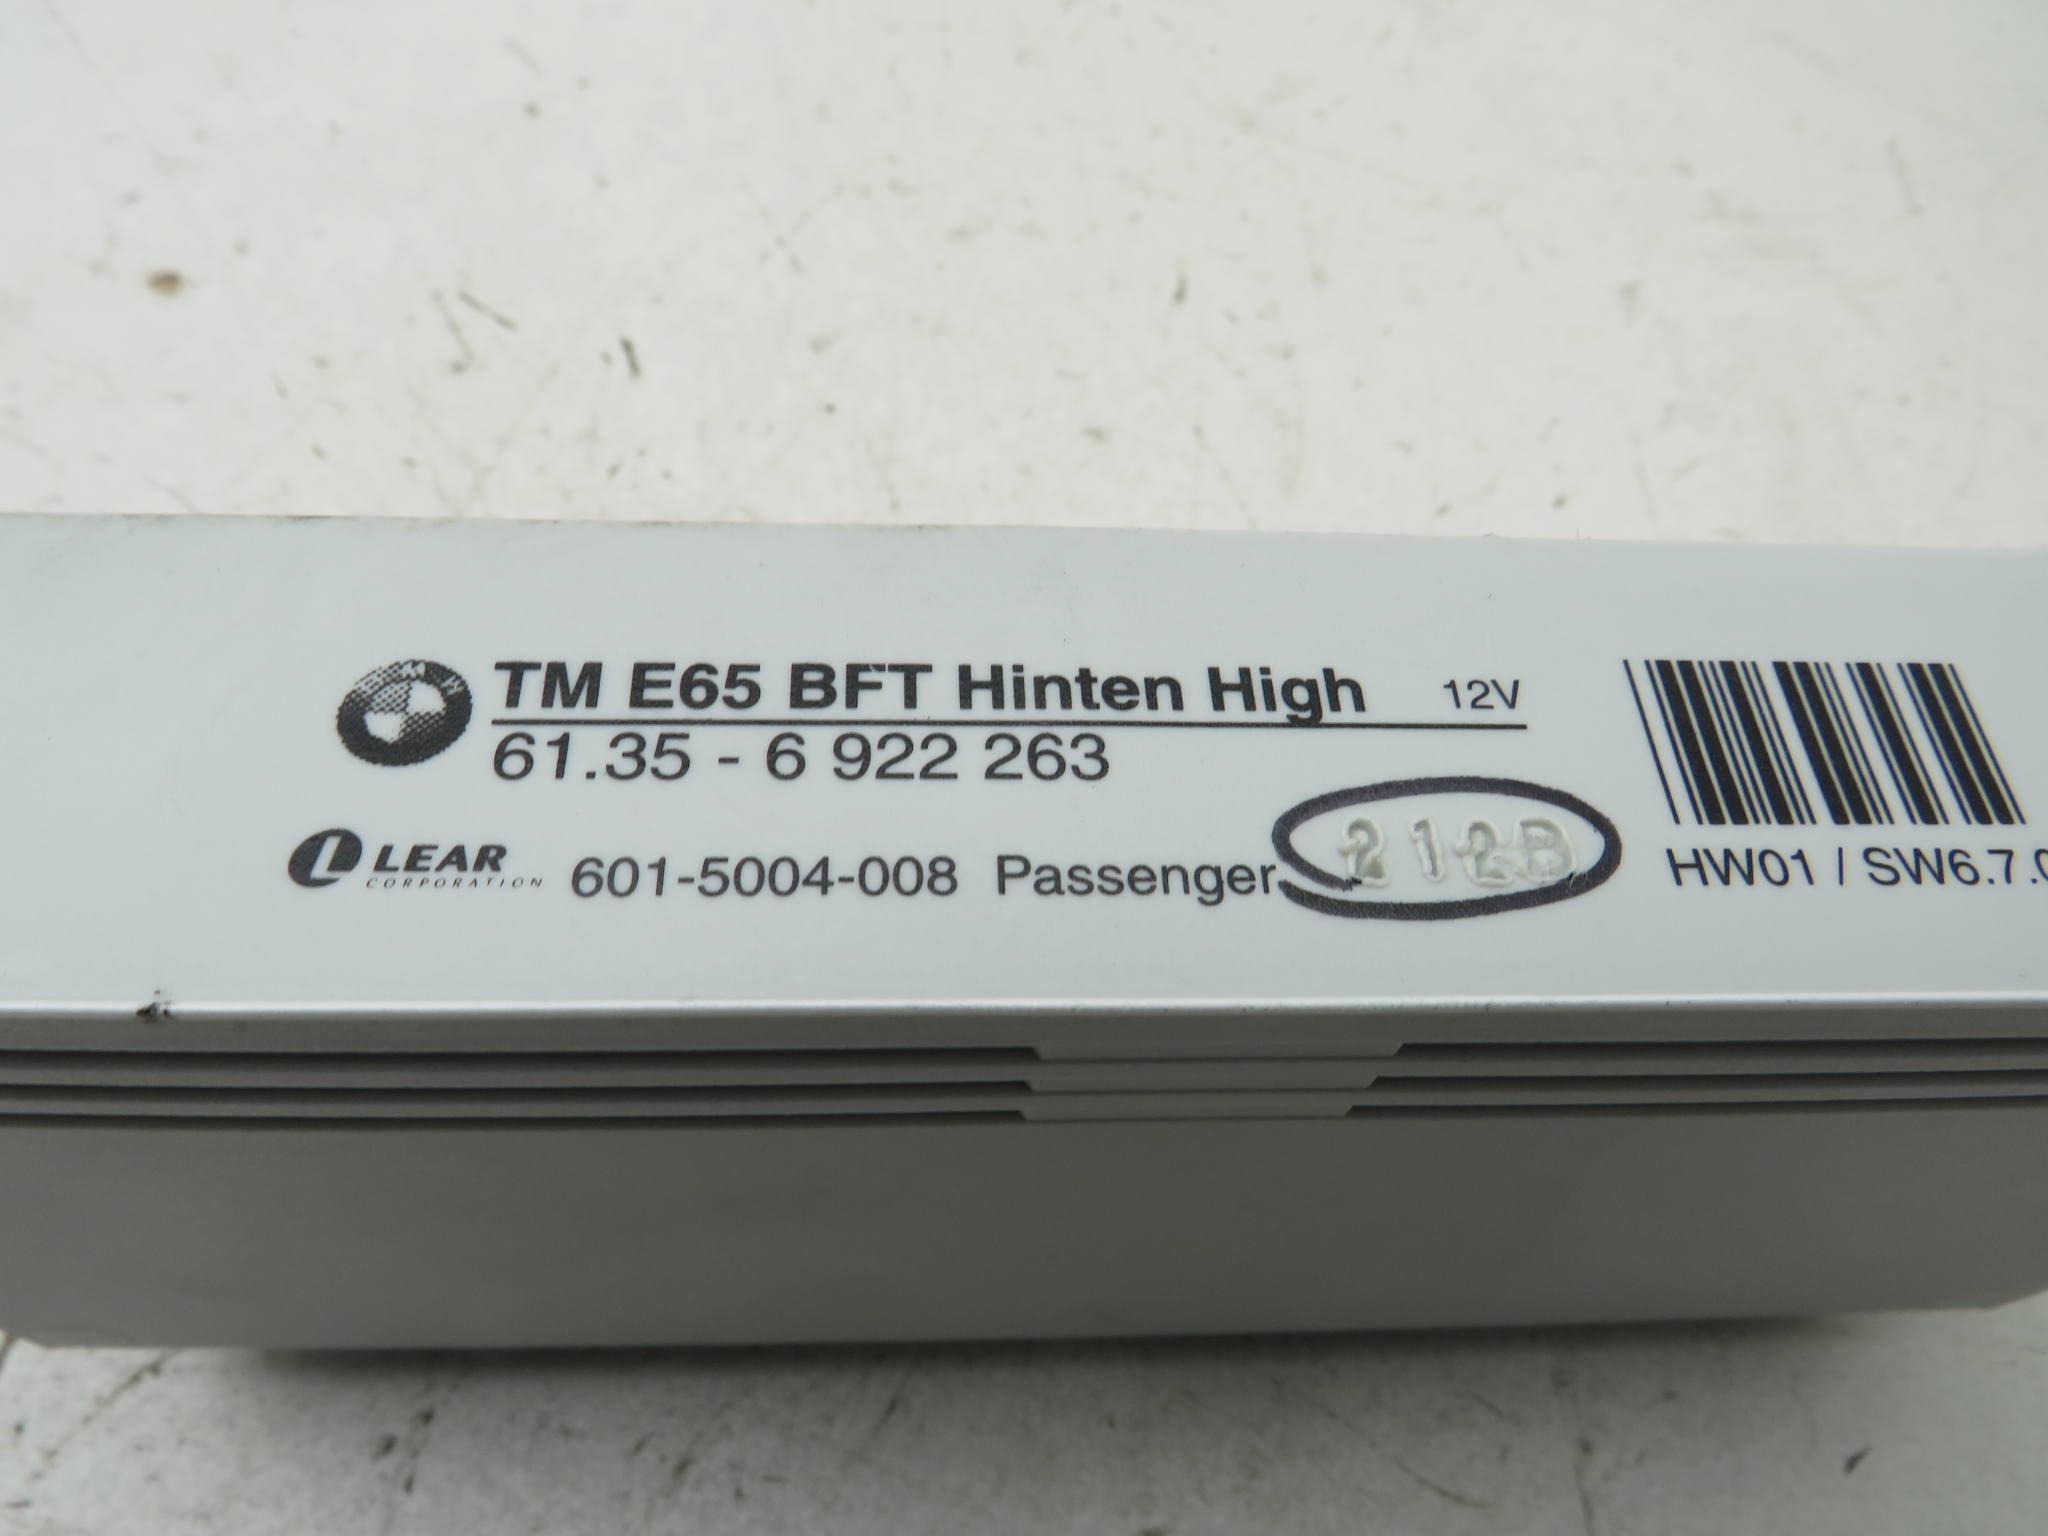 TM E65 BFT Hinten High 12V
61.35 - 6 922 263
LEAR
CORPORATION
601-5004-008 Passenger
212B
HW01 / SW6.7.0